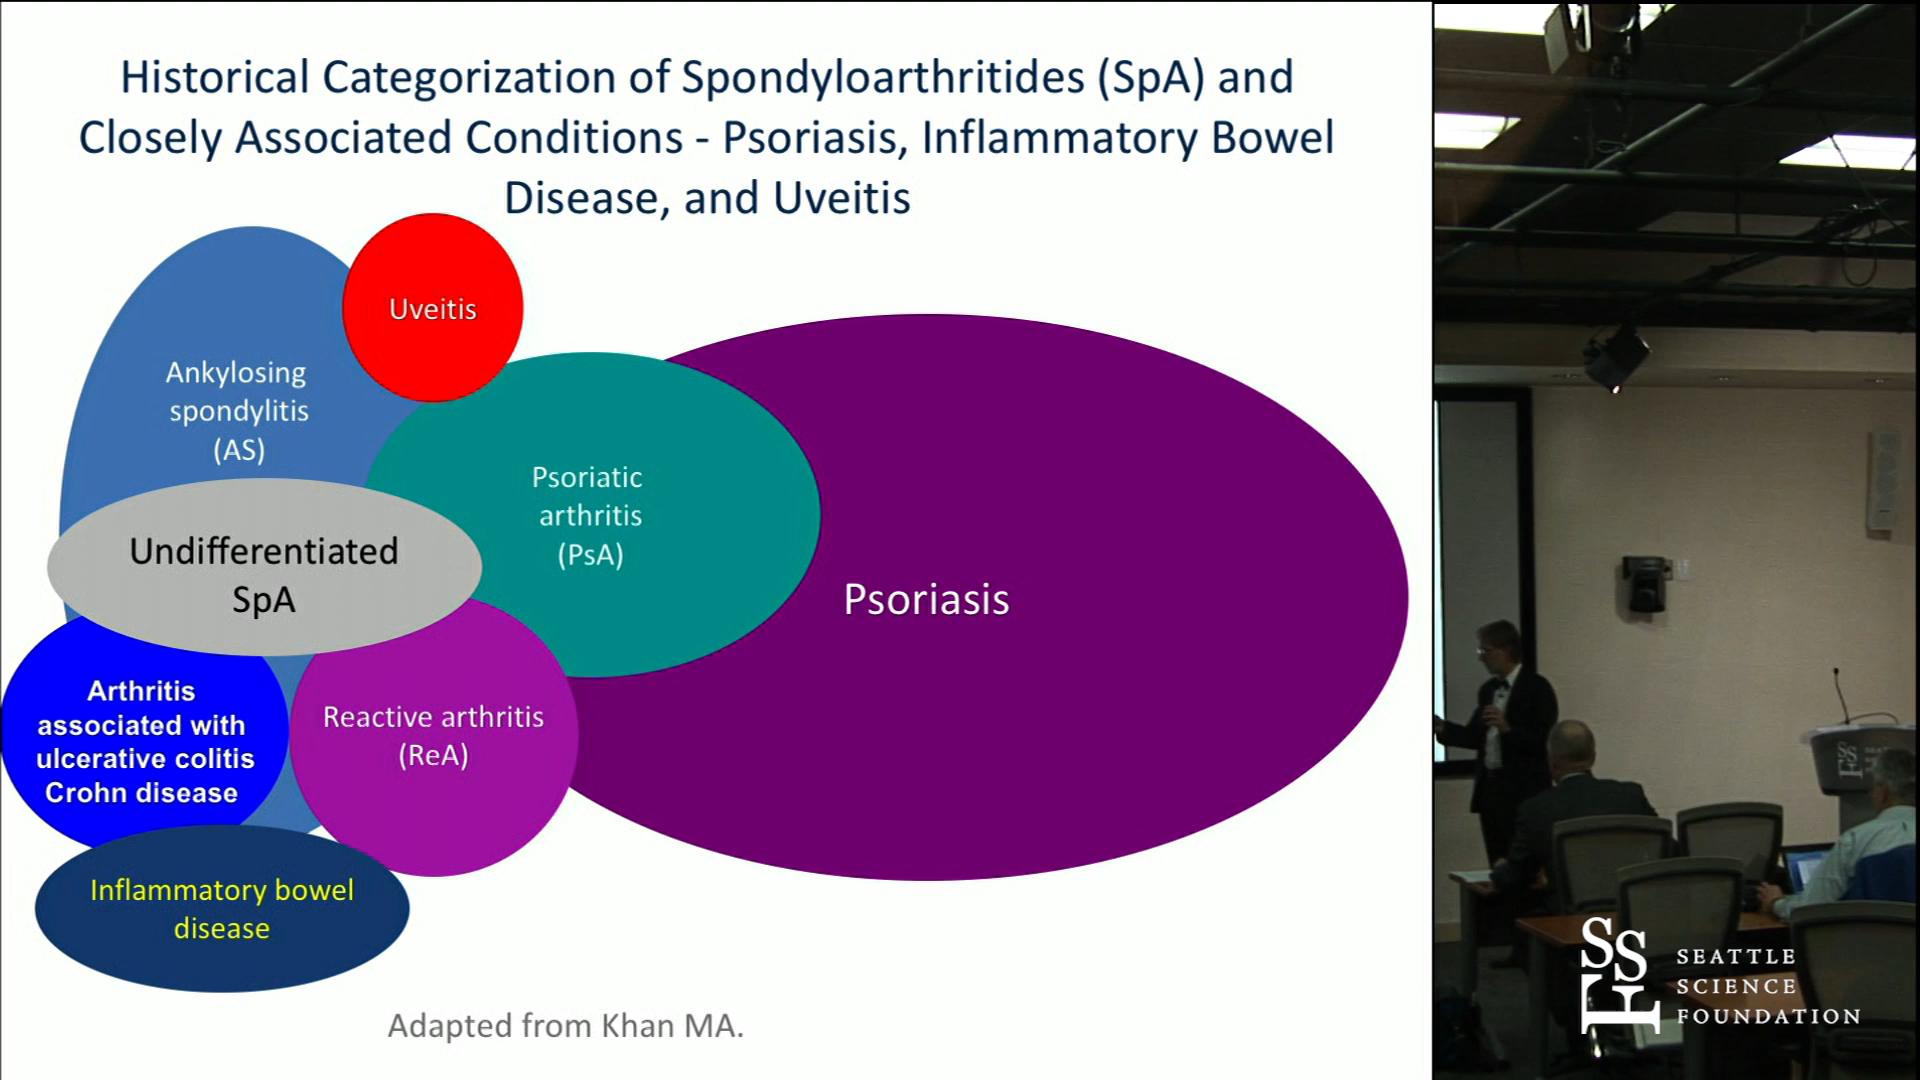 Historical Categorization of Spondyloarthritides (SpA) and
Closely Associated Conditions - Psoriasis, Inflammatory Bowel
Disease, and Uveitis
Uveitis
Ankylosing
spondylitis
(AS)
Psoriatic
arthritis
(PsA)
Undifferentiated
SpA
Psoriasis
Arthritis
associated with
ulcerative colitis
Crohn disease
Reactive arthritis
(ReA)
Inflammatory bowel
disease
Adapted from Khan MA.
SSF
SEATTLE
SCIENCE
FOUNDATION